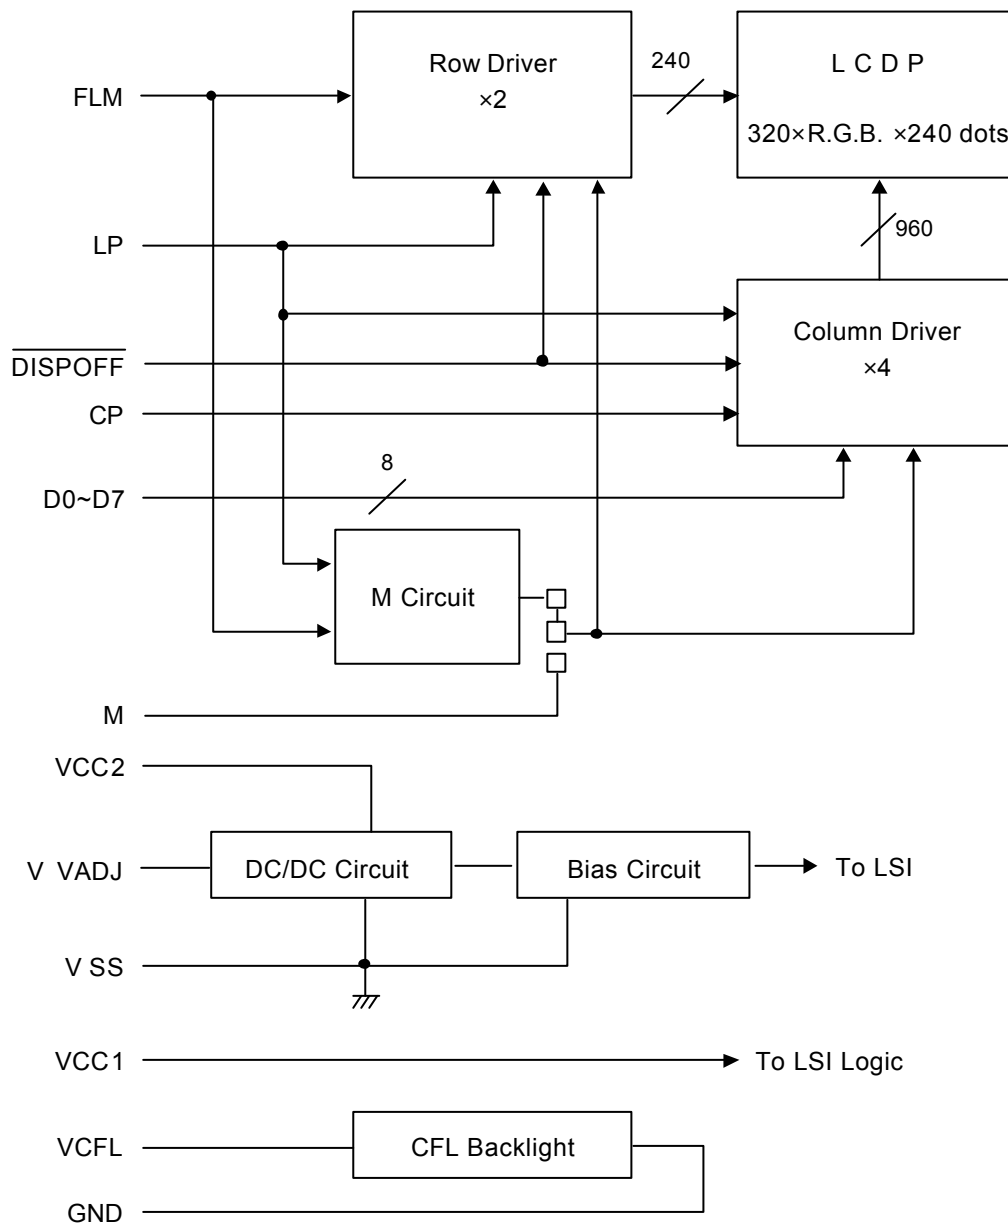 Row Driver
×2
240
L C D P
320×R.G.B. ×240 dots
FLM
LP
960
Column Driver
×4
DISPOFF
CP
8
D0~D7
M Circuit
M
VCC2
V VADJ
DC/DC Circuit
Bias Circuit
To LSI
V SS
VCC1
To LSI Logic
VCFL
CFL Backlight
GND